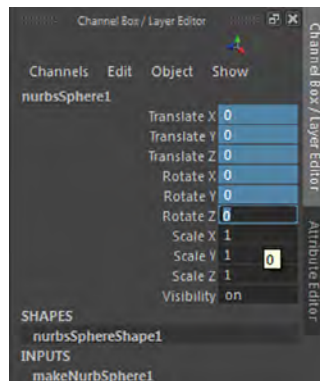 Channel Box / Layer Editor
Channels Edit Object Show
nurbsSphere1
Translate X 0
Translate Y 0
Translate Z 0
Rotate X 0
Rotate Y 0
Rotate Z 0
Scale X 1
Scale Y 1
0
Scale Z 1
Visibility on
SHAPES
nurbsSphereShape1
INPUTS
makeNurbSphere1
Channel Box / Layer Editor
Attribute Editor